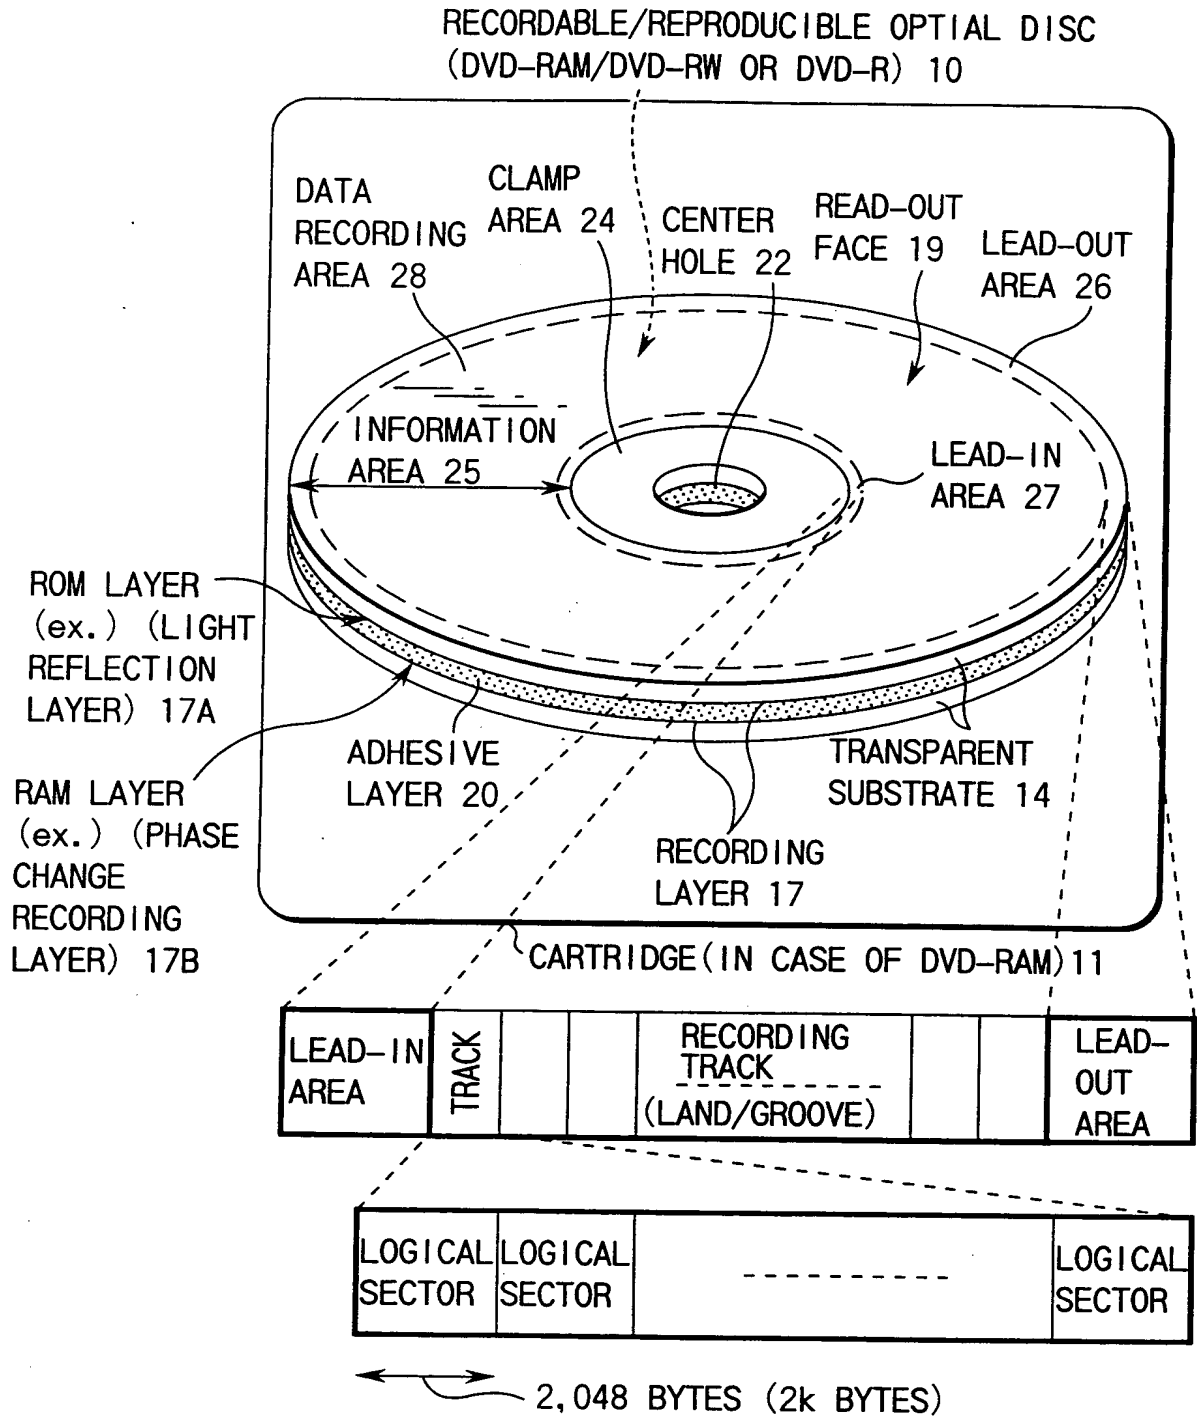 RECORDABLE/REPRODUCIBLE OPTIAL DISC
(DVD-RAM/DVD-RW OR DVD-R) 10
DATA
RECORDING
AREA 28
CLAMP
AREA 24
CENTER
HOLE 22
READ-OUT
FACE 19
LEAD-OUT
AREA 26
INFORMATION
AREA 25
LEAD-IN
AREA 27
ROM LAYER
(ex.) (LIGHT
REFLECTION
LAYER) 17A
RAM LAYER
(ex.) (PHASE
CHANGE
RECORDING
LAYER) 17B
ADHESIVE
LAYER 20
TRANSPARENT
SUBSTRATE 14
RECORDING
LAYER 17
CARTRIDGE(IN CASE OF DVD-RAM)11
LEAD-IN
AREA
TRACK
RECORDING
TRACK
(LAND/GROOVE)
LEAD-
OUT
AREA
LOGICAL
SECTOR
LOGICAL
SECTOR
LOGICAL
SECTOR
2,048 BYTES (2k BYTES)